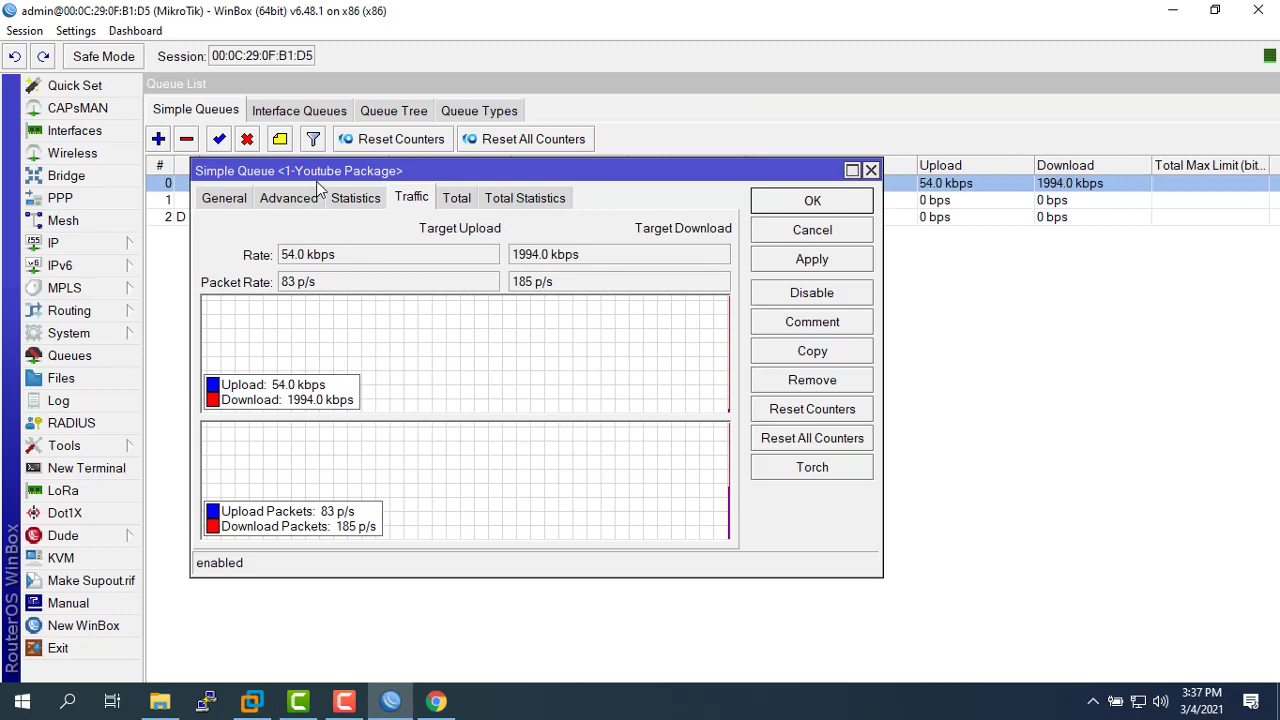 admin@00:0C:29:0F:B1:D5 (MikroTik) - WinBox (64bit) v6.48.1 on x86 (x86)
Session Settings Dashboard
Safe Mode Session: 00:0C:29:0F:B1:D5
Quick Set
CAPsMAN
Interfaces
Wireless
Bridge
PPP
Mesh
IP
IPv6
MPLS
Routing
System
Queues
Files
Log
RADIUS
Tools
New Terminal
LoRa
Dot1X
Dude
KVM
Make Supout.rif
Manual
New WinBox
Exit
RouterOS WinBox
Queue List
Simple Queues Interface Queues Queue Tree Queue Types
Reset Counters Reset All Counters
# Upload Download Total Max Limit (bit...
0 54.0 kbps 1994.0 kbps
1 0 bps 0 bps
2 D 0 bps 0 bps
Simple Queue <1-Youtube Package>
General Advanced Statistics Traffic Total Total Statistics
Target Upload Target Download
Rate: 54.0 kbps 1994.0 kbps
Packet Rate: 83 p/s 185 p/s
Upload: 54.0 kbps
Download: 1994.0 kbps
Upload Packets: 83 p/s
Download Packets: 185 p/s
enabled
OK
Cancel
Apply
Disable
Comment
Copy
Remove
Reset Counters
Reset All Counters
Torch
3:37 PM
3/4/2021